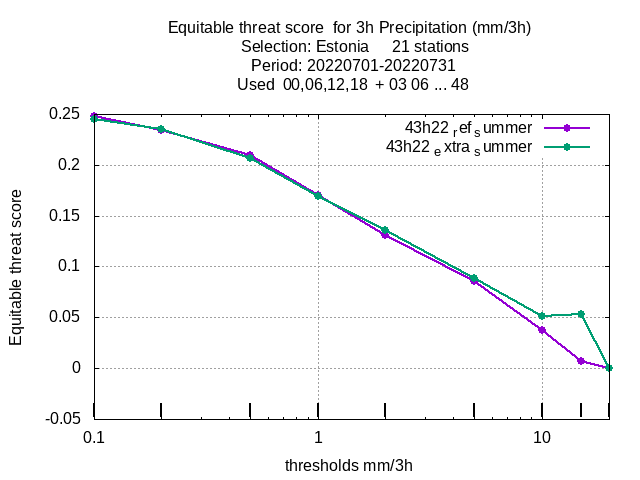 Equitable threat score  for 3h Precipitation (mm/3h)
Selection: Estonia     21 stations
Period: 20220701-20220731
Used  00,06,12,18  + 03 06 ... 48
43h22 ref summer
43h22 extra summer
0.25
0.2
0.15
0.1
0.05
0
-0.05
Equitable threat score
0.1 1 10
thresholds mm/3h